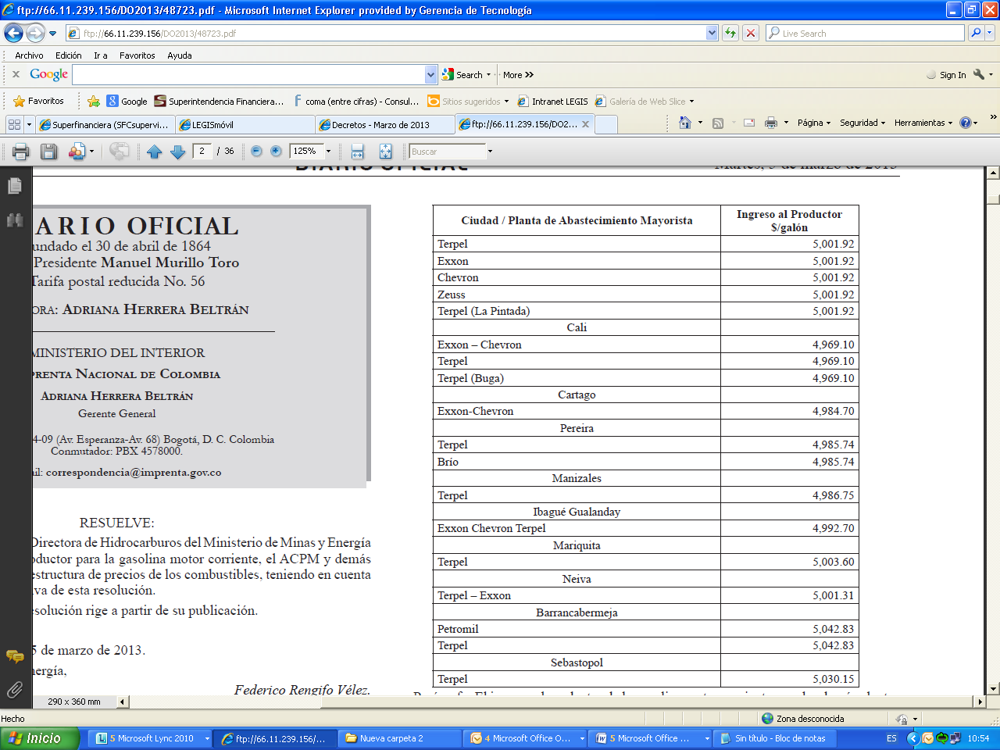 ftp://66.11.239.156/DO2013/48723.pdf - Microsoft Internet Explorer provided by Gerencia de Tecnología
ftp://66.11.239.156/DO2013/48723.pdf
Live Search
Archivo Edición Ir a Favoritos Ayuda
x Google Search More >> Sign In
Favoritos Google Superintendencia Financiera... coma (entre cifras) - Consul... Sitios sugeridos Intranet LEGIS Galería de Web Slice
Superfinanciera (SFCsupervi... LEGISmóvil Decretos - Marzo de 2013 ftp://66.11.239.156/DO2... x Página Seguridad Herramientas >>
2 / 36 125% Buscar
DIARIO OFICIAL
Martes, 5 de marzo de 2013
ARIO OFICIAL
undado el 30 de abril de 1864
Presidente Manuel Murillo Toro
Tarifa postal reducida No. 56
ORA: ADRIANA HERRERA BELTRÁN
MINISTERIO DEL INTERIOR
PRENTA NACIONAL DE COLOMBIA
ADRIANA HERRERA BELTRÁN
Gerente General
4-09 (Av. Esperanza-Av. 68) Bogotá, D. C. Colombia
Conmutador: PBX 4578000.
ail: correspondencia@imprenta.gov.co
RESUELVE:
Directora de Hidrocarburos del Ministerio de Minas y Energía
oductor para la gasolina motor corriente, el ACPM y demás
estructura de precios de los combustibles, teniendo en cuenta
iva de esta resolución.
esolución rige a partir de su publicación.
5 de marzo de 2013.
nergía,
Federico Rengifo Vélez.
Ciudad / Planta de Abastecimiento Mayorista Ingreso al Productor
$/galón
Terpel 5,001.92
Exxon 5,001.92
Chevron 5,001.92
Zeuss 5,001.92
Terpel (La Pintada) 5,001.92
Cali
Exxon – Chevron 4,969.10
Terpel 4,969.10
Terpel (Buga) 4,969.10
Cartago
Exxon-Chevron 4,984.70
Pereira
Terpel 4,985.74
Brío 4,985.74
Manizales
Terpel 4,986.75
Ibagué Gualanday
Exxon Chevron Terpel 4,992.70
Mariquita
Terpel 5,003.60
Neiva
Terpel – Exxon 5,001.31
Barrancabermeja
Petromil 5,042.83
Terpel 5,042.83
Sebastopol
Terpel 5,030.15
290 x 360 mm
Hecho Zona desconocida
Inicio 5 Microsoft Lync 2010 ftp://66.11.239.156/... Nueva carpeta 2 4 Microsoft Office O... 5 Microsoft Office ... Sin título - Bloc de notas ES 10:54